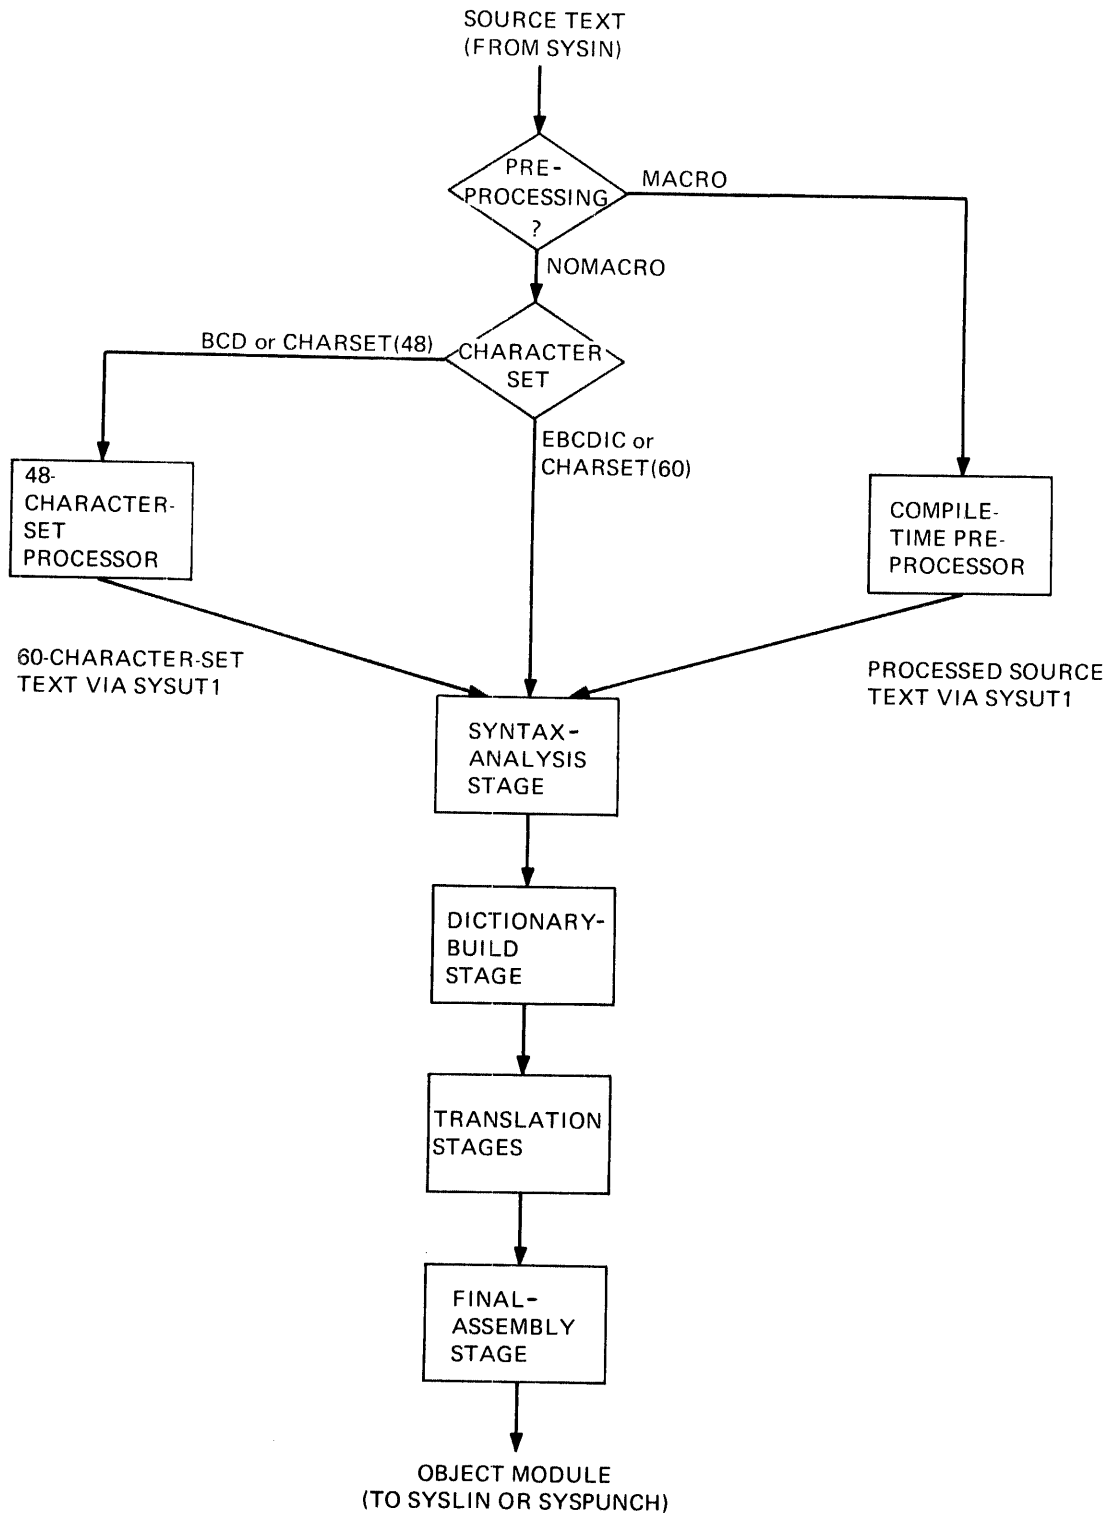 SOURCE TEXT
(FROM SYSIN)
PRE-
PROCESSING
?
MACRO
NOMACRO
BCD or CHARSET(48)
CHARACTER
SET
EBCDIC or
CHARSET(60)
48-
CHARACTER-
SET
PROCESSOR
COMPILE-
TIME PRE-
PROCESSOR
60-CHARACTER-SET
TEXT VIA SYSUT1
PROCESSED SOURCE
TEXT VIA SYSUT1
SYNTAX-
ANALYSIS
STAGE
DICTIONARY-
BUILD
STAGE
TRANSLATION
STAGES
FINAL-
ASSEMBLY
STAGE
OBJECT MODULE
(TO SYSLIN OR SYSPUNCH)